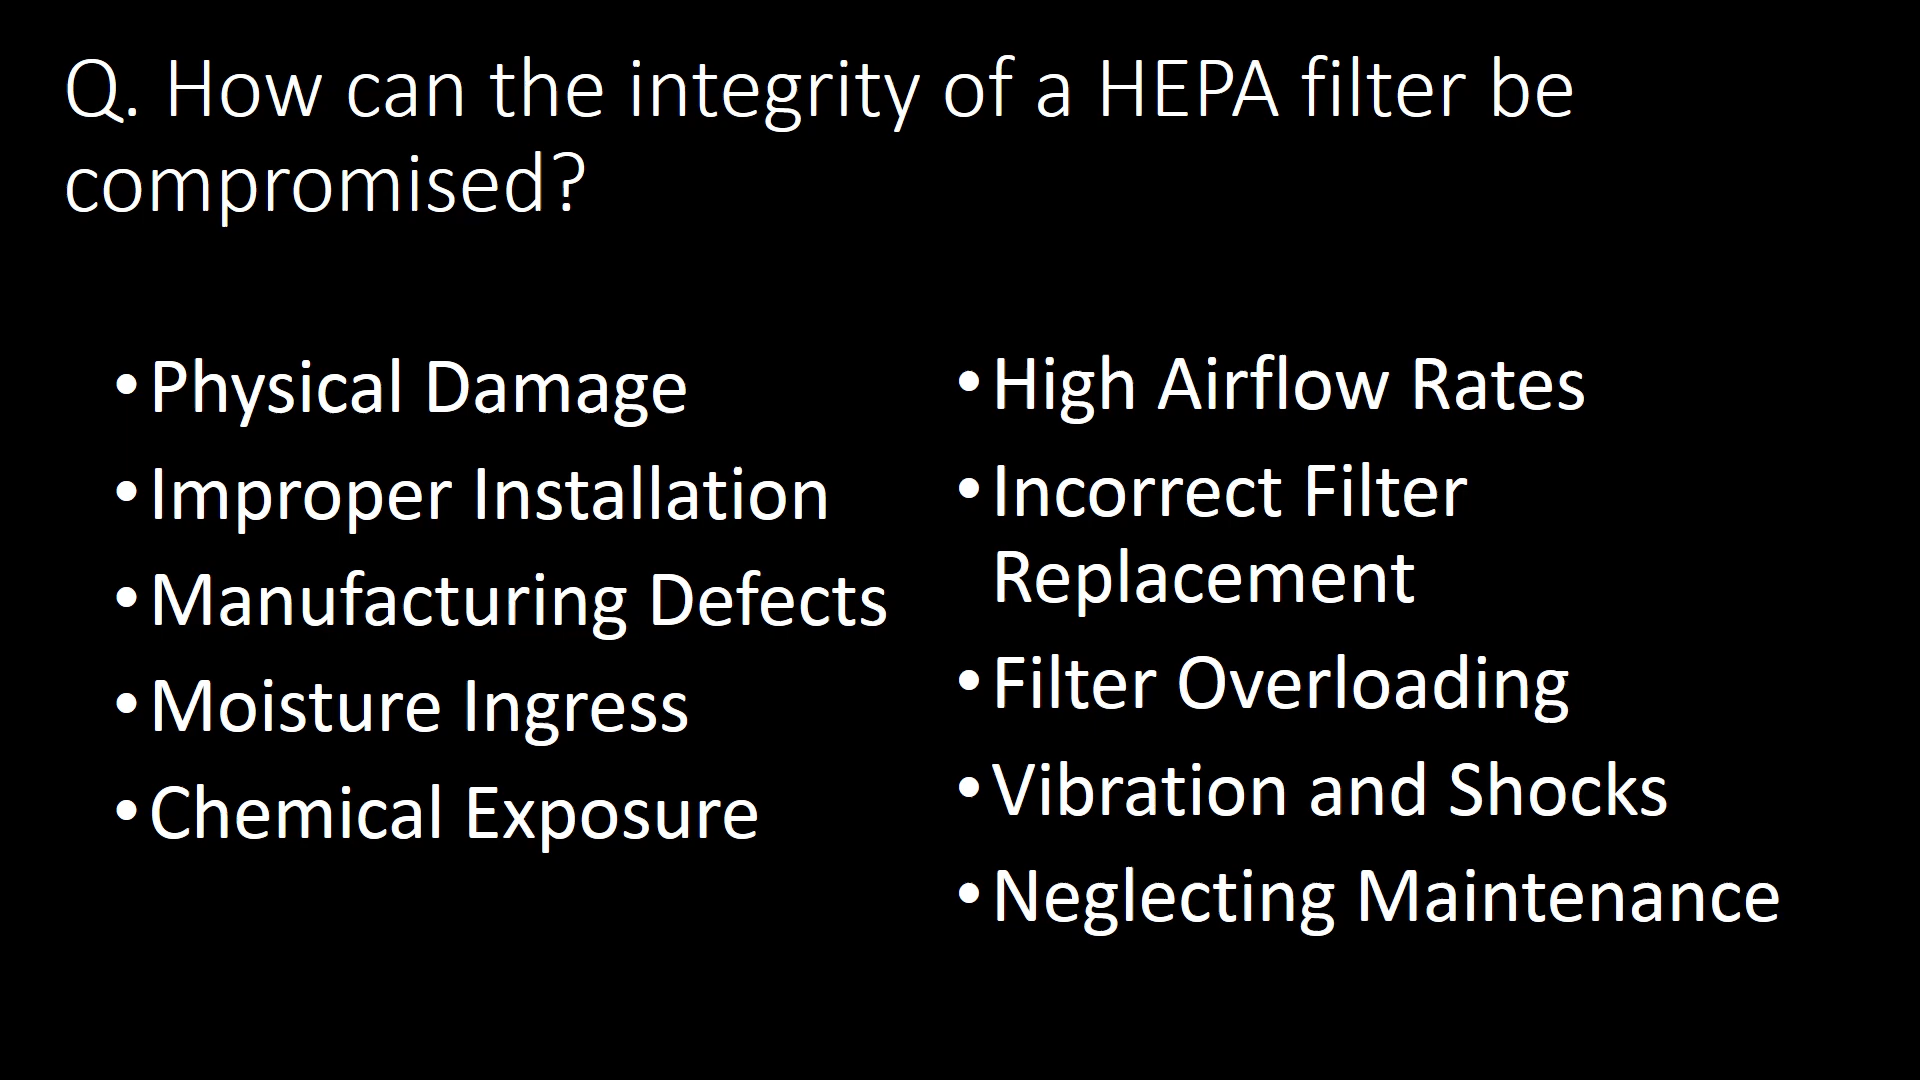 Q. How can the integrity of a HEPA filter be
compromised?
•Physical Damage
•Improper Installation
•Manufacturing Defects
•Moisture Ingress
•Chemical Exposure
•High Airflow Rates
•Incorrect Filter
Replacement
•Filter Overloading
•Vibration and Shocks
•Neglecting Maintenance